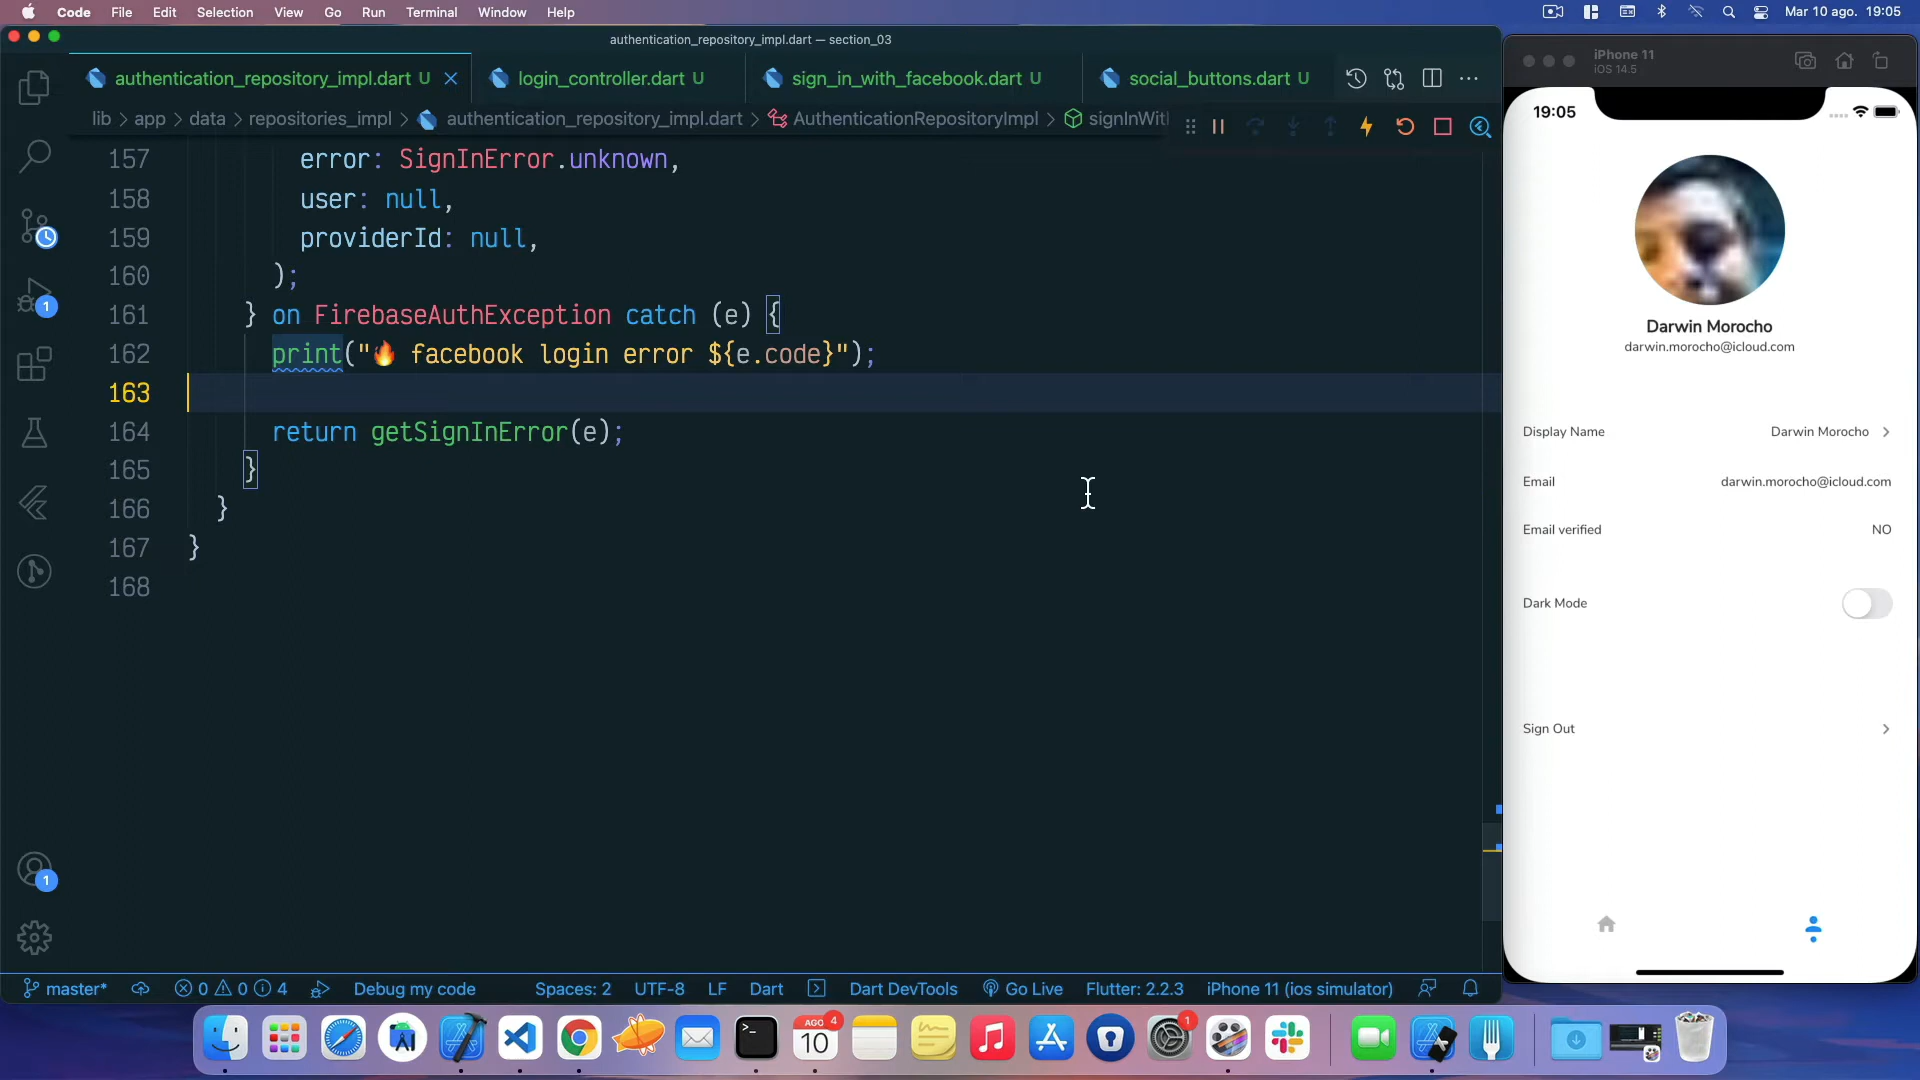 Code File Edit Selection View Go Run Terminal Window Help Mar 10 ago. 19:05
authentication_repository_impl.dart — section_03
authentication_repository_impl.dart U login_controller.dart U sign_in_with_facebook.dart U social_buttons.dart U
lib > app > data > repositories_impl > authentication_repository_impl.dart > AuthenticationRepositoryImpl > signInWit
157 error: SignInError.unknown,
158 user: null,
159 providerId: null,
160 );
161 } on FirebaseAuthException catch (e) {
162 print("🔥 facebook login error ${e.code}");
163
164 return getSignInError(e);
165 }
166 }
167 }
168
1
1
master* 0 0 4 Debug my code Spaces: 2 UTF-8 LF Dart Dart DevTools Go Live Flutter: 2.2.3 iPhone 11 (ios simulator)
iPhone 11
iOS 14.5
19:05
Darwin Morocho
darwin.morocho@icloud.com
Display Name Darwin Morocho
Email darwin.morocho@icloud.com
Email verified NO
Dark Mode
Sign Out
AGO 4
10
1